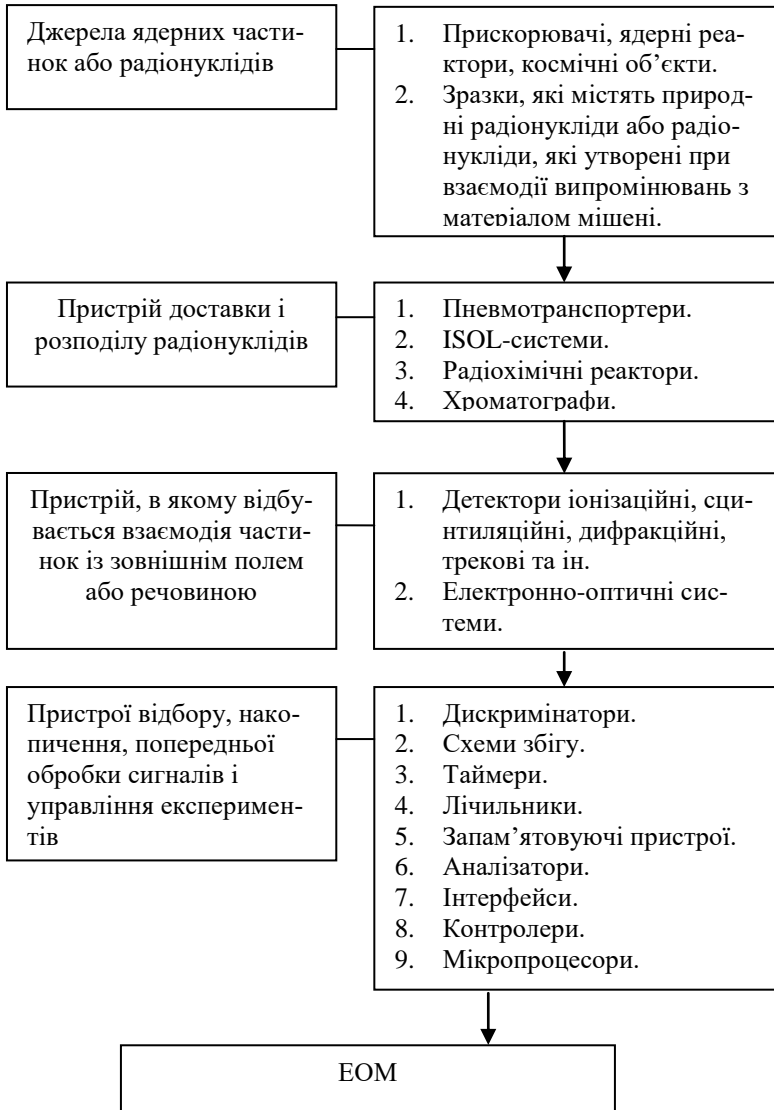 Джерела ядерних части-
нок або радіонуклідів
1. Прискорювачі, ядерні реа-
ктори, космічні об’єкти.
2. Зразки, які містять природ-
ні радіонукліди або радіо-
нукліди, які утворені при
взаємодії випромінювань з
матеріалом мішені.
Пристрій доставки і
розподілу радіонуклідів
1. Пневмотранспортери.
2. ISOL-системи.
3. Радіохімічні реактори.
4. Хроматографи.
Пристрій, в якому відбу-
вається взаємодія части-
нок із зовнішнім полем
або речовиною
1. Детектори іонізаційні, сци-
нтиляційні, дифракційні,
трекові та ін.
2. Електронно-оптичні сис-
теми.
Пристрої відбору, нако-
пичення, попередньої
обробки сигналів і
управління експеримен-
тів
1. Дискримінатори.
2. Схеми збігу.
3. Таймери.
4. Лічильники.
5. Запам’ятовуючі пристрої.
6. Аналізатори.
7. Інтерфейси.
8. Контролери.
9. Мікропроцесори.
ЕОМ